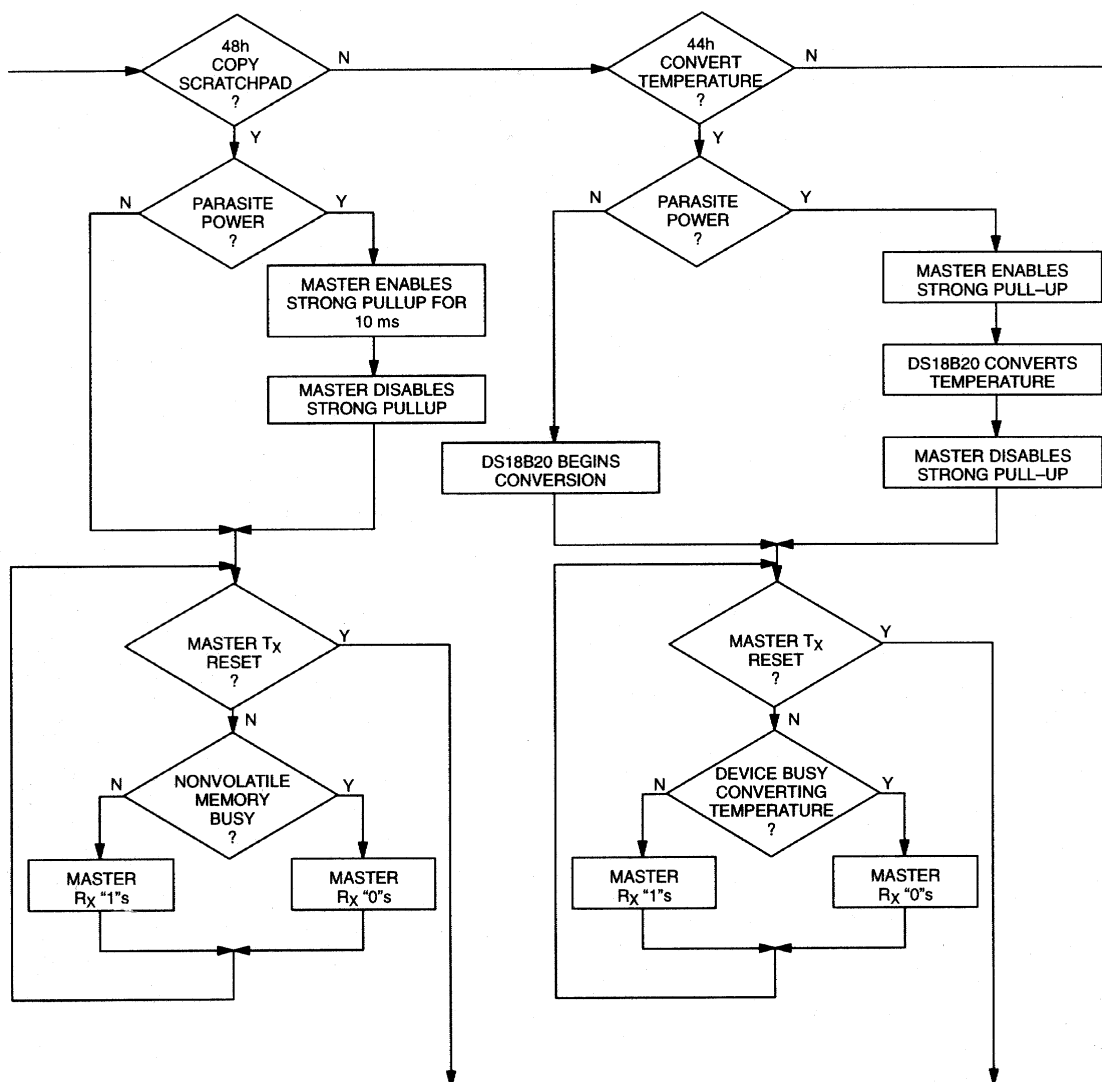 48h
COPY
SCRATCHPAD
?
N
Y
44h
CONVERT
TEMPERATURE
?
N
Y
N
PARASITE
POWER
?
Y
N
PARASITE
POWER
?
Y
MASTER ENABLES
STRONG PULLUP FOR
10 ms
MASTER DISABLES
STRONG PULLUP
MASTER ENABLES
STRONG PULL–UP
DS18B20 CONVERTS
TEMPERATURE
MASTER DISABLES
STRONG PULL–UP
DS18B20 BEGINS
CONVERSION
MASTER TX
RESET
?
Y
N
MASTER TX
RESET
?
Y
N
N
NONVOLATILE
MEMORY
BUSY
?
Y
N
DEVICE BUSY
CONVERTING
TEMPERATURE
?
Y
MASTER
RX “1”s
MASTER
RX “0”s
MASTER
RX “1”s
MASTER
RX “0”s